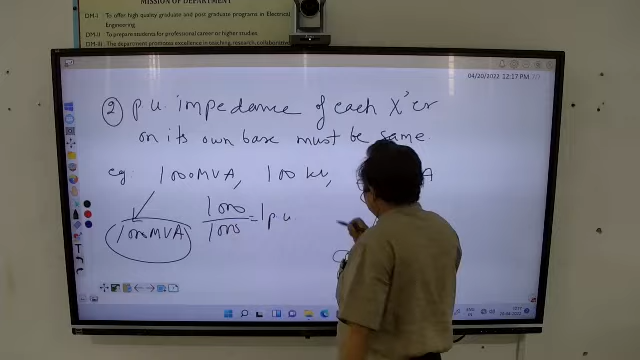 MISSION OF DEPARTMENT
DM-I To offer high quality graduate and post graduate programs in Electrical
Engineering.
DM-II To prepare students for professional career or higher studies.
DM-III The department promotes excellence in teaching, research, collaborative
04/20/2022 12:17 PM
② p.u. impedance of each X'er
on its own base must be same.
eg: 1000MVA, 100 kV,
A
1000
1000 MVA
= 1 p.u
1000